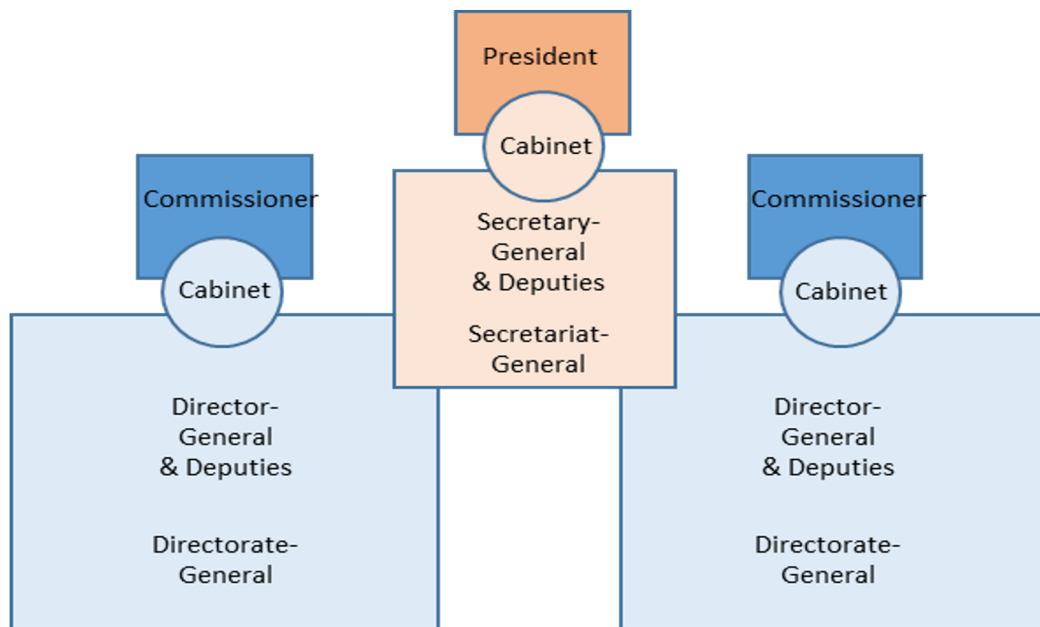 President
Cabinet
Commissioner
Commissioner
Secretary-
General
& Deputies
Cabinet
Cabinet
Secretariat-
General
Director-
General
& Deputies
Director-
General
& Deputies
Directorate-
General
Directorate-
General